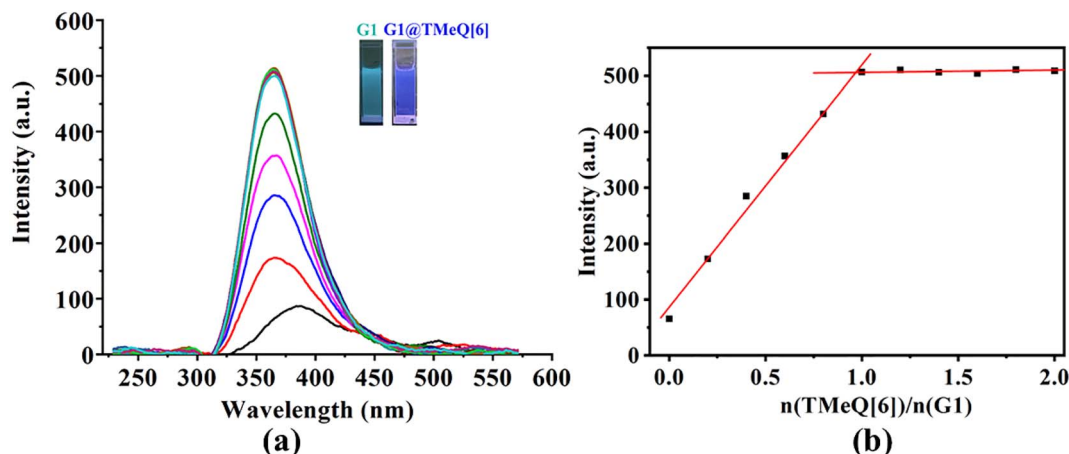 G1 G1@TMeQ[6]
Intensity (a.u.)
600
500
400
300
200
100
0
250 300 350 400 450 500 550 600
Wavelength (nm)
(a)
Intensity (a.u.)
500
400
300
200
100
0
0.0 0.5 1.0 1.5 2.0
n(TMeQ[6])/n(G1)
(b)